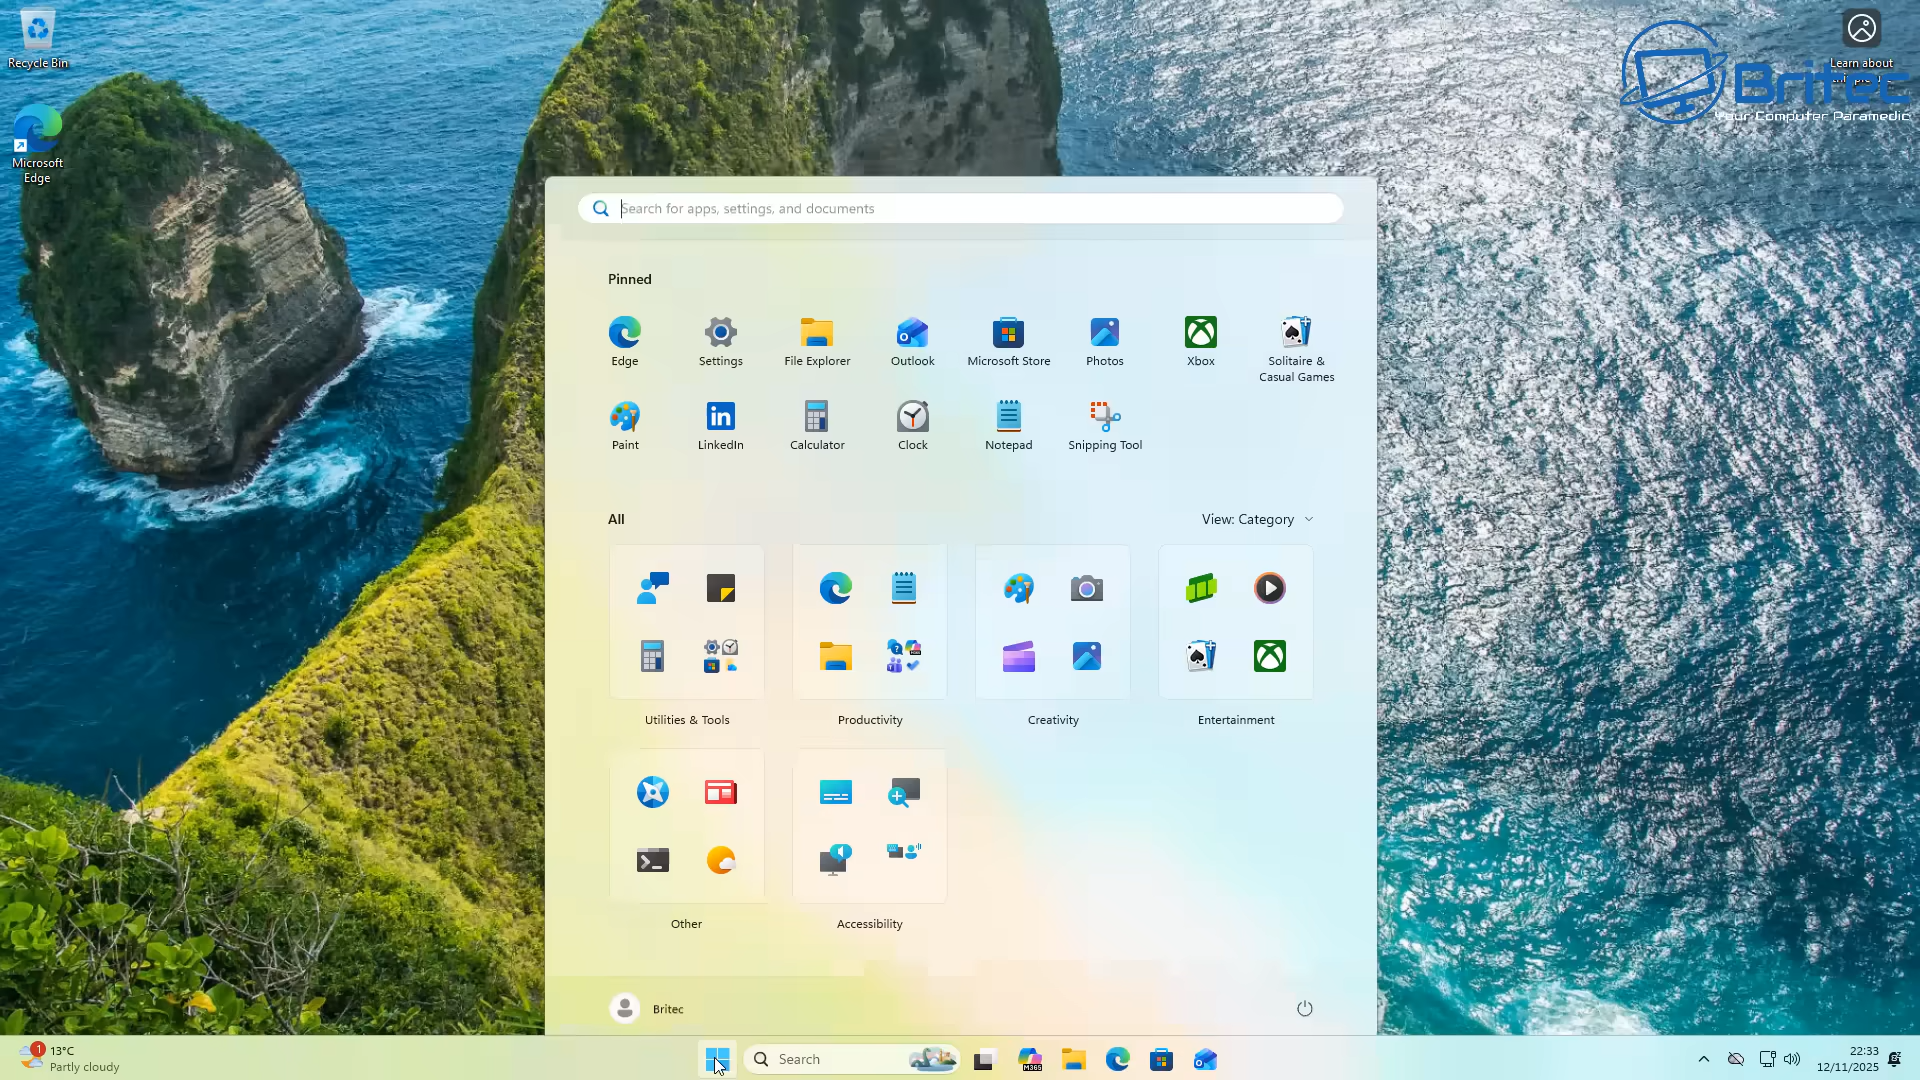 Recycle Bin
Microsoft
Edge
Learn about
Britec
Your Computer Paramedic
Search for apps, settings, and documents
Pinned
Edge
Settings
File Explorer
Outlook
Microsoft Store
Photos
Xbox
Solitaire &
Casual Games
Paint
LinkedIn
Calculator
Clock
Notepad
Snipping Tool
All
View: Category
Utilities & Tools
Productivity
Creativity
Entertainment
Other
Accessibility
Britec
1
13°C
Partly cloudy
Search
M365
22:33
12/11/2025